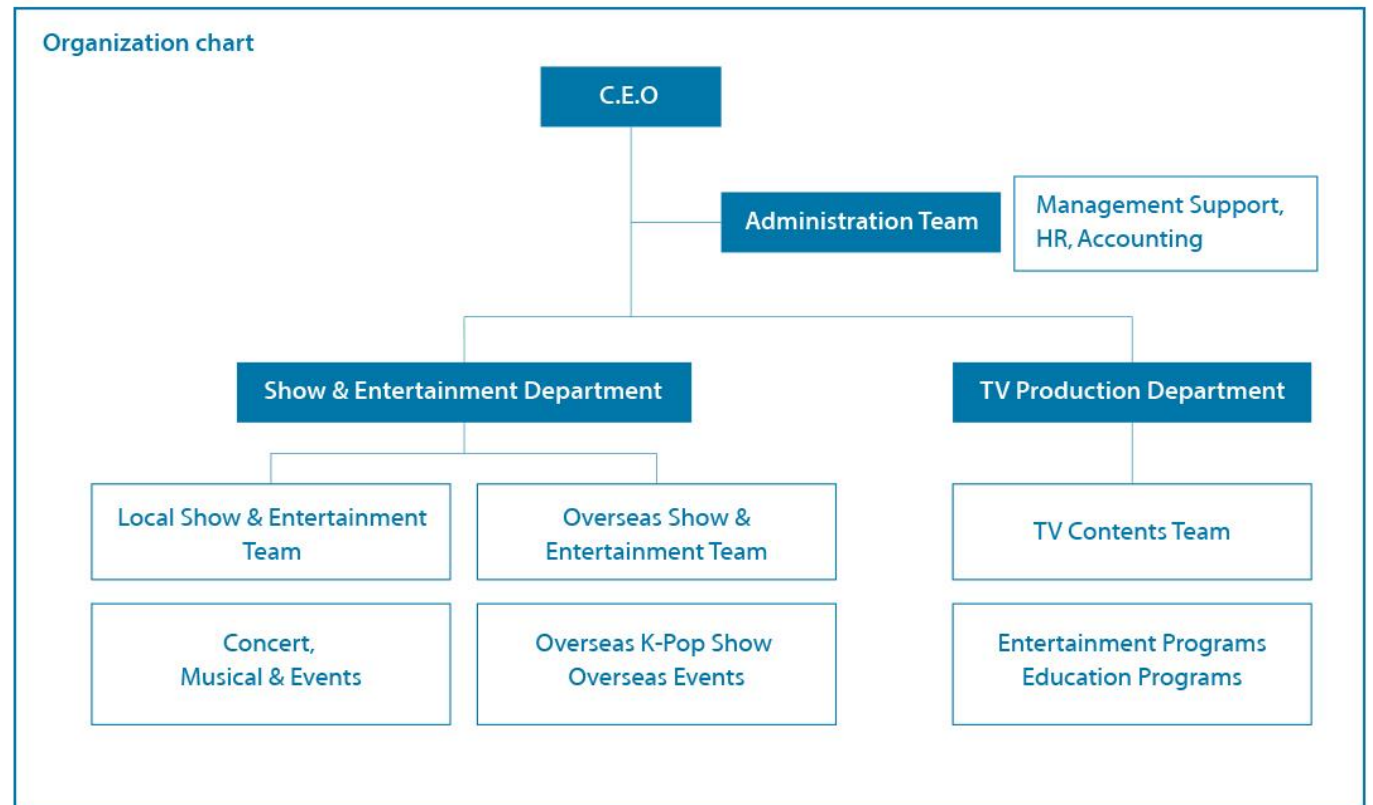 Organization chart
C.E.O
Administration Team
Management Support,
HR, Accounting
Show & Entertainment Department
TV Production Department
Local Show & Entertainment
Team
Overseas Show &
Entertainment Team
TV Contents Team
Concert,
Musical & Events
Overseas K-Pop Show
Overseas Events
Entertainment Programs
Education Programs